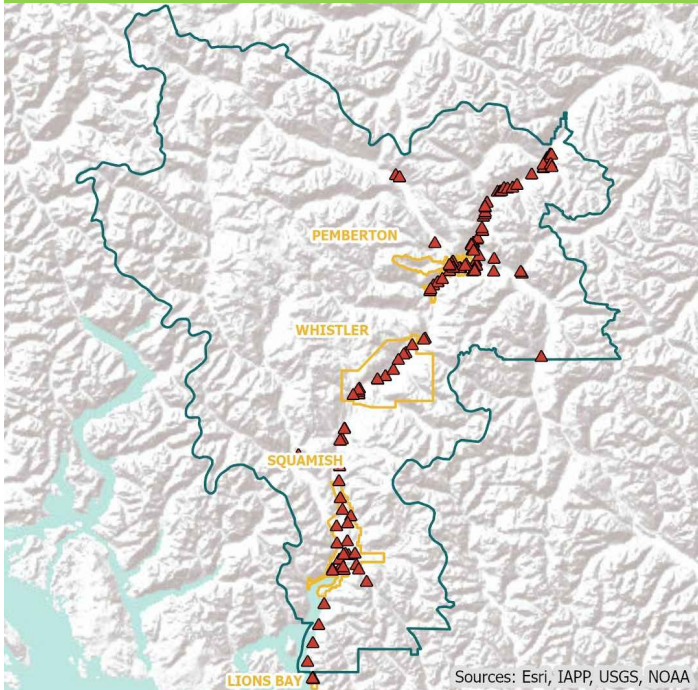 PEMBERTON
WHISTLER
SQUAMISH
LIONS BAY
Sources: Esri, IAPP, USGS, NOAA